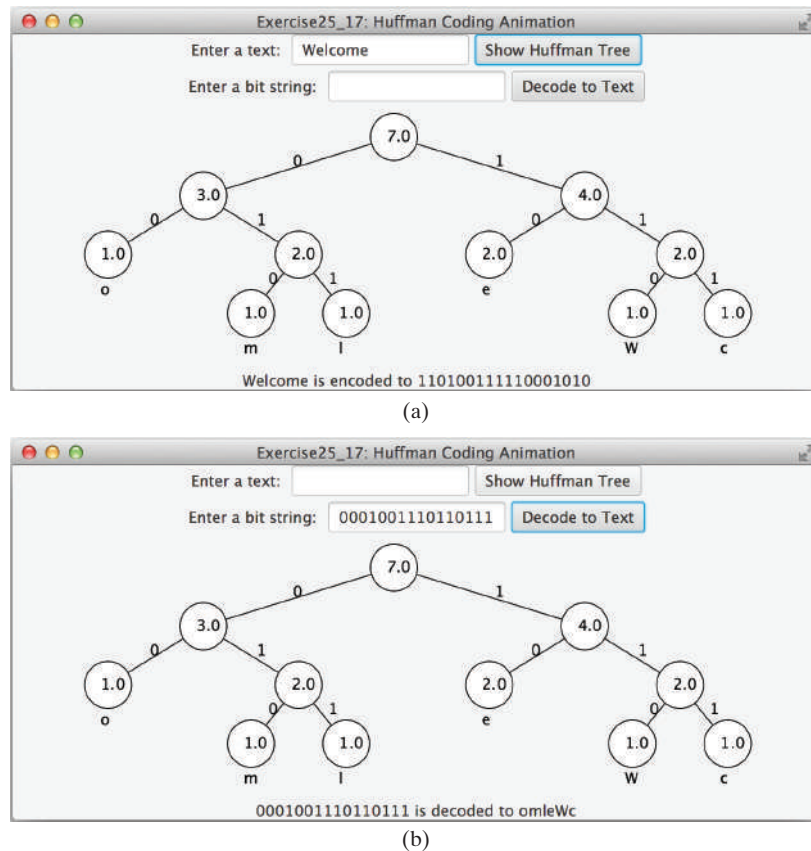 Exercise25_17: Huffman Coding Animation
Enter a text: Welcome Show Huffman Tree
Enter a bit string: Decode to Text
7.0
0 1
3.0 4.0
0 1 0 1
1.0 2.0 2.0 2.0
o 0 1 e 0 1
1.0 1.0 1.0 1.0
m l W c
Welcome is encoded to 110100111110001010
(a)
Exercise25_17: Huffman Coding Animation
Enter a text: Show Huffman Tree
Enter a bit string: 0001001110110111 Decode to Text
7.0
0 1
3.0 4.0
0 1 0 1
1.0 2.0 2.0 2.0
o 0 1 e 0 1
1.0 1.0 1.0 1.0
m l W c
0001001110110111 is decoded to omleWc
(b)